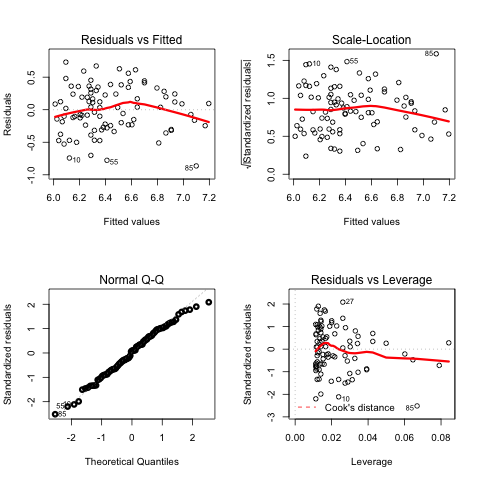 Residuals vs Fitted
Residuals
-1.0 -0.5 0.0 0.5
10
55
85
6.0 6.2 6.4 6.6 6.8 7.0 7.2
Fitted values
Scale-Location
√|Standardized residuals|
0.0 0.5 1.0 1.5
10
55
85
6.0 6.2 6.4 6.6 6.8 7.0 7.2
Fitted values
Normal Q-Q
Standardized residuals
-2 -1 0 1 2
55
85
-2 -1 0 1 2
Theoretical Quantiles
Residuals vs Leverage
Standardized residuals
-3 -2 -1 0 1 2
27
10
85
Cook's distance
0.00 0.02 0.04 0.06 0.08
Leverage